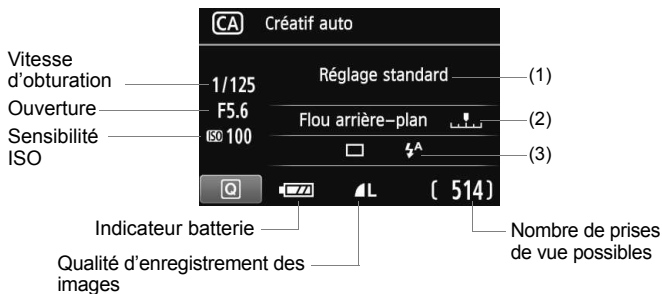 CA Créatif auto
Vitesse
d'obturation
1/125
Réglage standard
(1)
Ouverture
F5.6
Flou arrière-plan
(2)
Sensibilité
ISO
ISO 100
A
(3)
Q
L
( 514)
Indicateur batterie
Nombre de prises
de vue possibles
Qualité d'enregistrement des
images